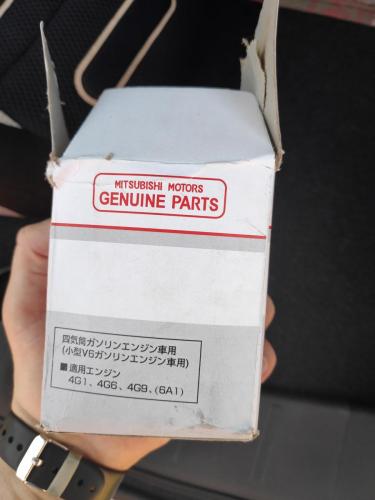 MITSUBISHI MOTORS
GENUINE PARTS
四気筒ガソリンエンジン車用
(小型V6ガソリンエンジン車用)
■ 適用エンジン
4G1、4G6、4G9、(6A1)